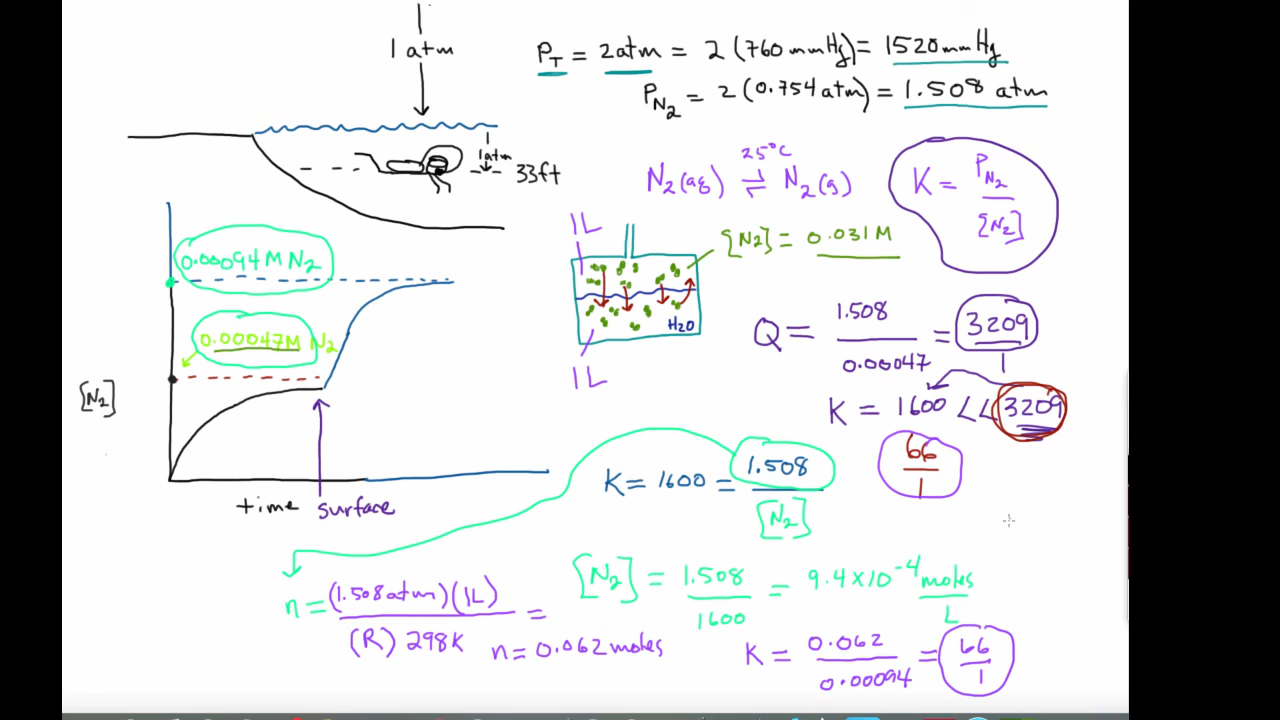 1 atm
P_T = 2atm = 2 (760 mmHg) = 1520 mmHg
P_N2 = 2 (0.754 atm) = 1.508 atm
1atm
33ft
25°C
N2(aq) ⇌ N2(g)
K = P_N2 / [N2]
1L
[N2] = 0.031 M
H2O
1L
0.00094 M N2
0.00047M N2
[N2]
time
surface
Q = 1.508 / 0.00047 = 3209 / 1
K = 1600 << 3209
66 / 1
K = 1600 = 1.508 / [N2]
n = (1.508 atm)(1L) / (R) 298K =
n = 0.062 moles
[N2] = 1.508 / 1600 = 9.4 x 10^-4 moles / L
K = 0.062 / 0.00094 = 66 / 1